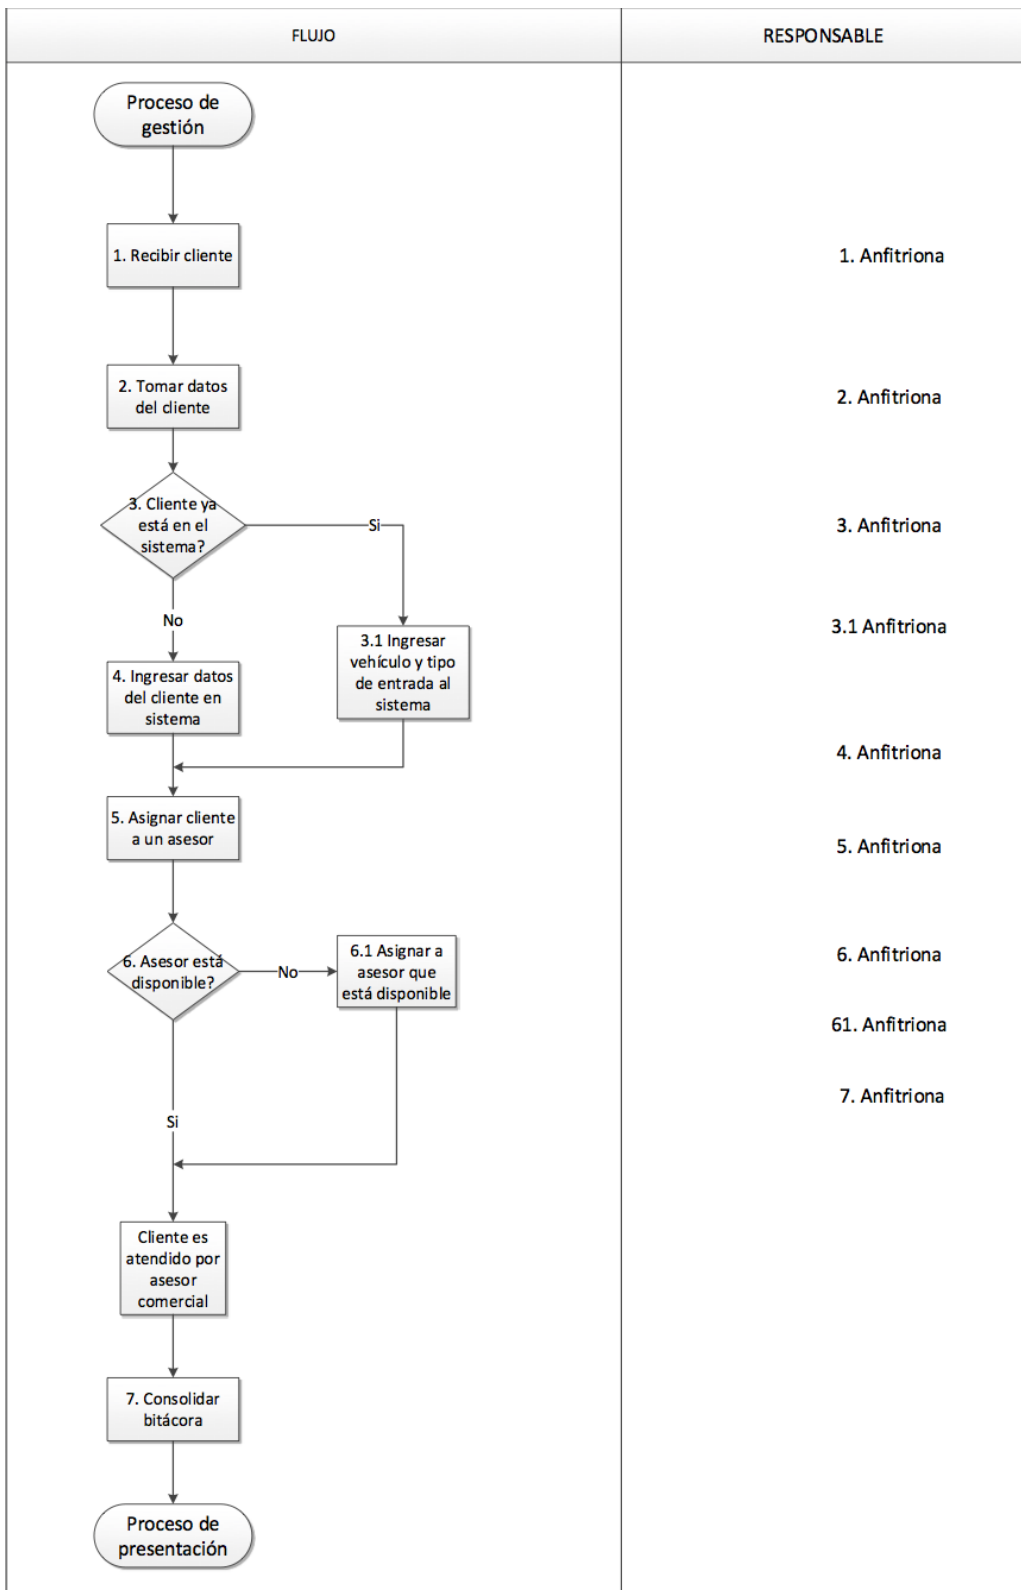 FLUJO
RESPONSABLE
Proceso de
gestión
1. Recibir cliente
1. Anfitriona
2. Tomar datos
del cliente
2. Anfitriona
3. Cliente ya
está en el
sistema?
Si
3. Anfitriona
No
3.1 Ingresar
vehículo y tipo
de entrada al
sistema
3.1 Anfitriona
4. Ingresar datos
del cliente en
sistema
4. Anfitriona
5. Asignar cliente
a un asesor
5. Anfitriona
6. Asesor está
disponible?
No
6.1 Asignar a
asesor que
está disponible
6. Anfitriona
61. Anfitriona
7. Anfitriona
Si
Cliente es
atendido por
asesor
comercial
7. Consolidar
bitácora
Proceso de
presentación